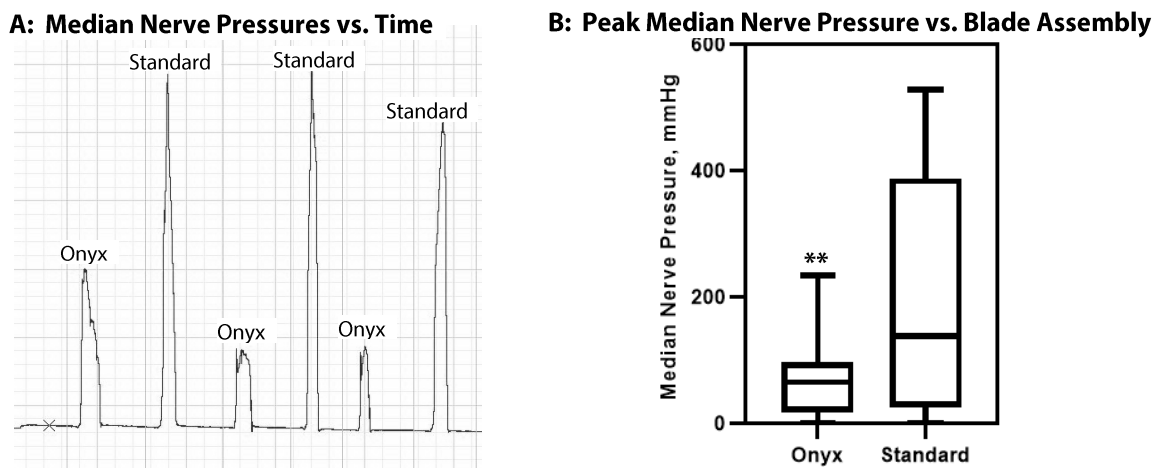 A: Median Nerve Pressures vs. Time
Standard
Standard
Standard
Onyx
Onyx
Onyx
B: Peak Median Nerve Pressure vs. Blade Assembly
Median Nerve Pressure, mmHg
600
400
200
0
**
Onyx
Standard